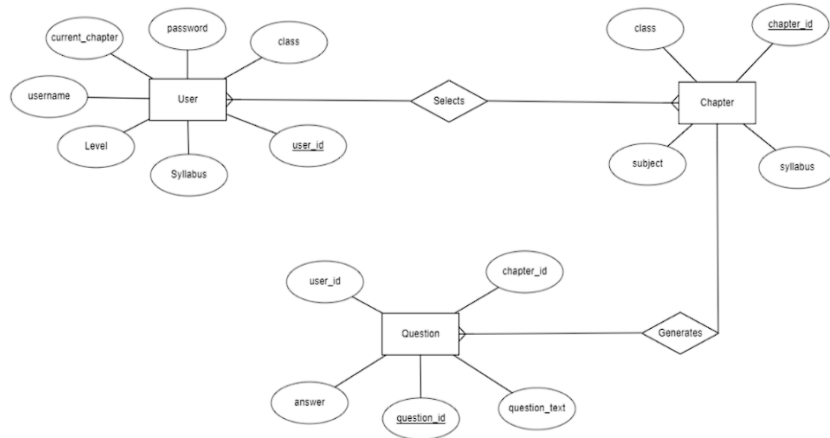 password
current_chapter
class
class
chapter_id
username
User
Selects
Chapter
Level
user_id
Syllabus
subject
syllabus
user_id
chapter_id
Question
Generates
answer
question_id
question_text